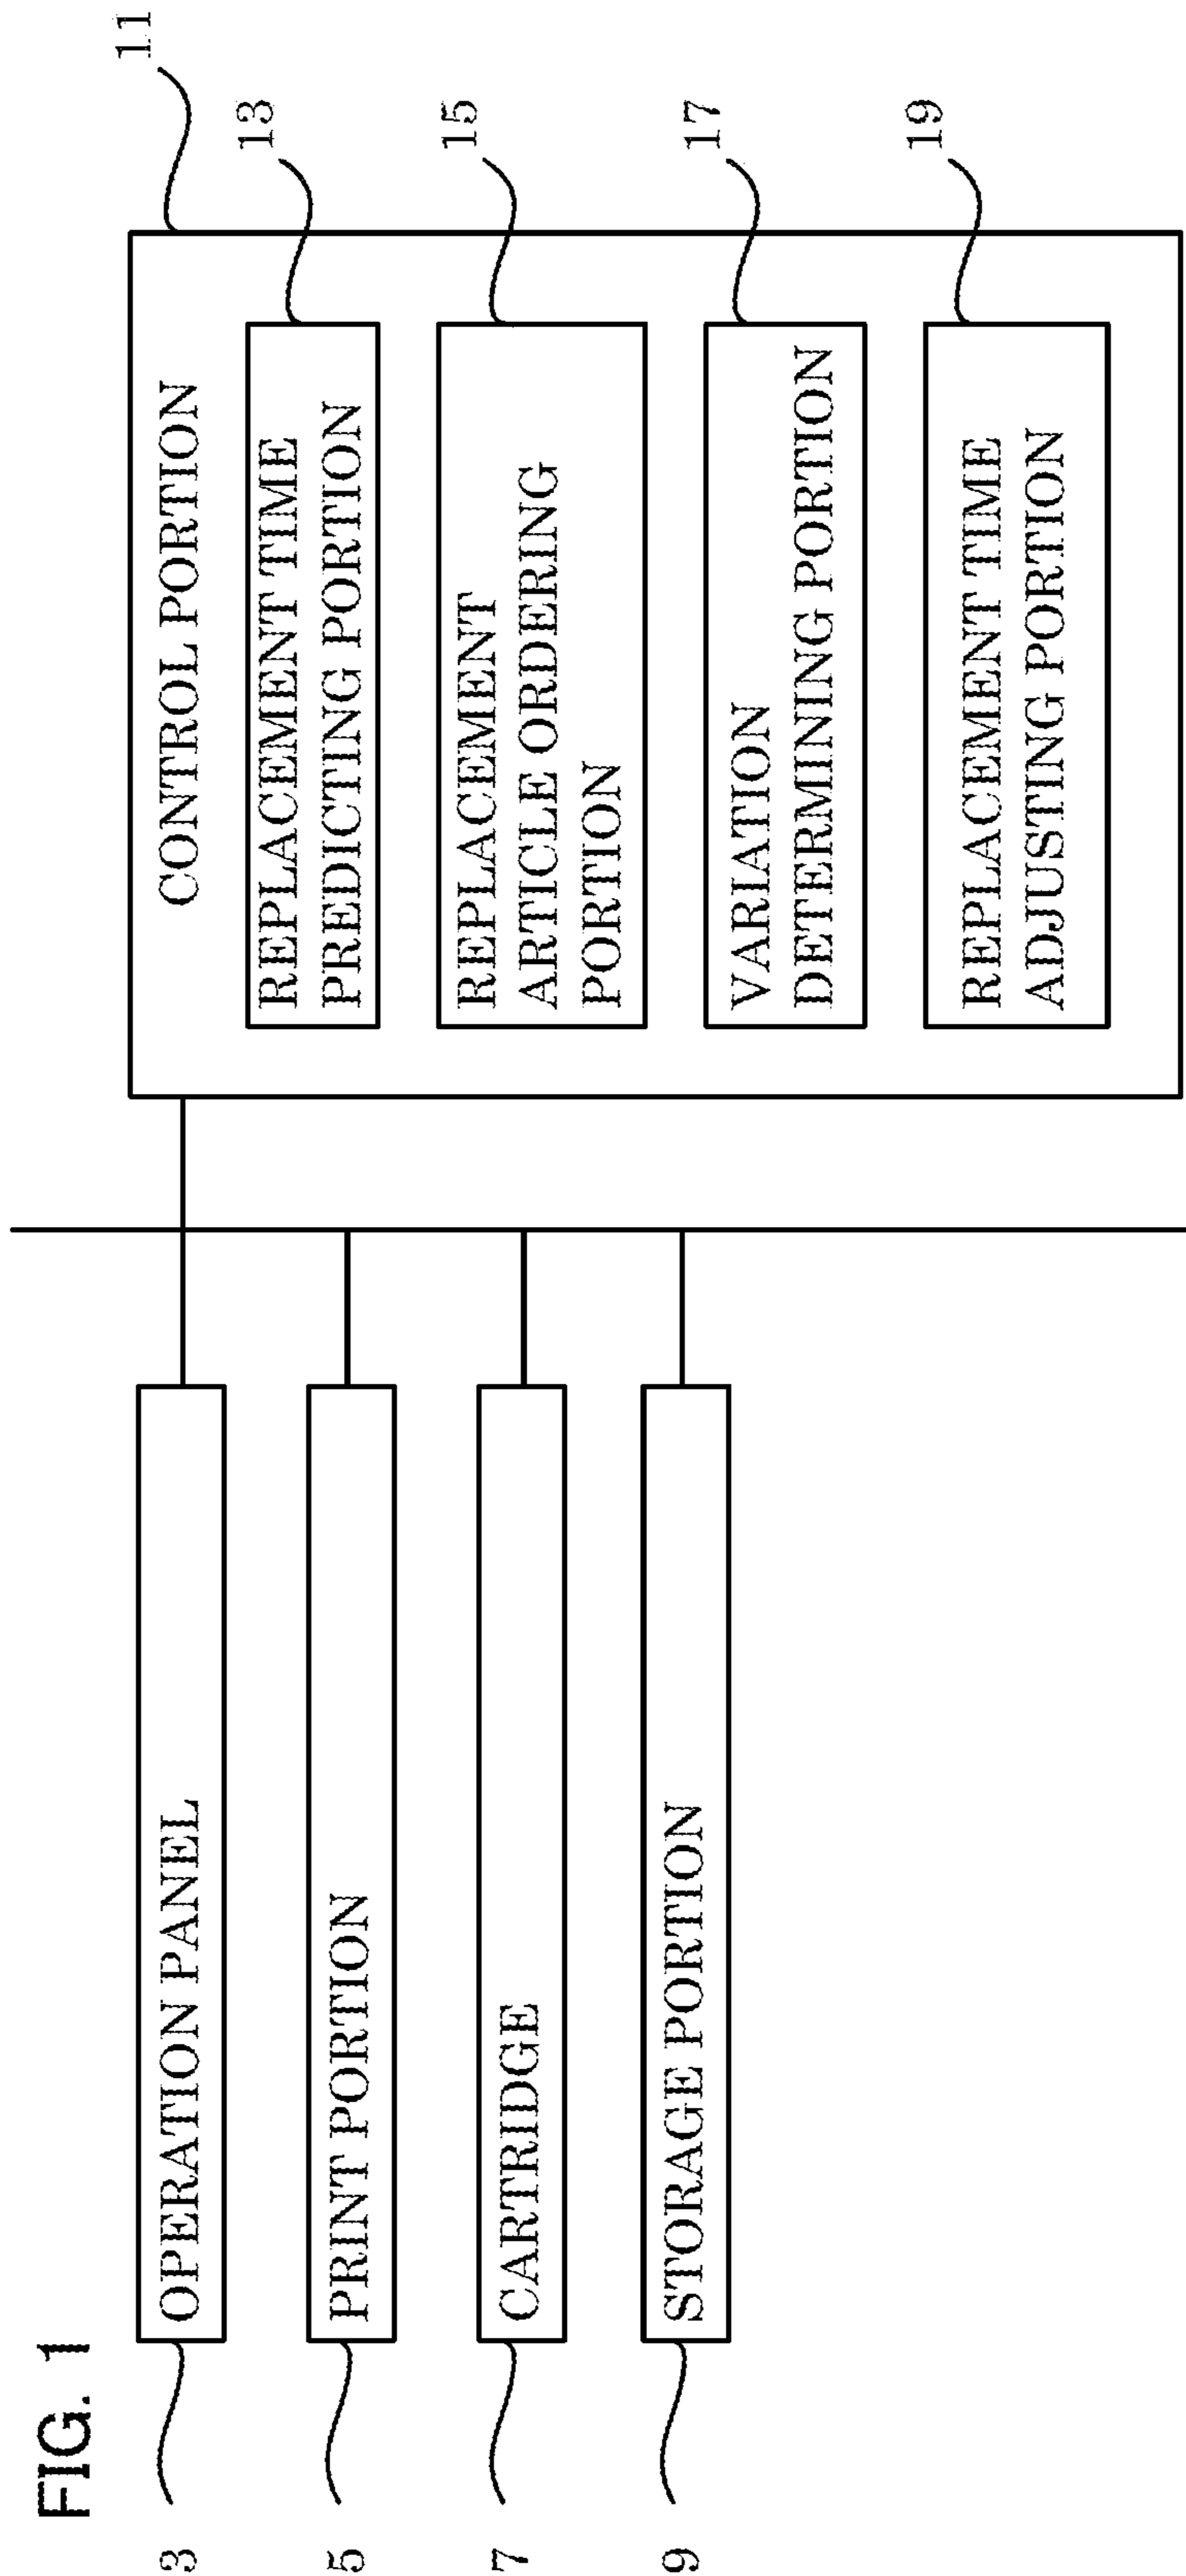 FIG. 1
3
OPERATION PANEL
5
PRINT PORTION
7
CARTRIDGE
9
STORAGE PORTION
11
CONTROL PORTION
13
REPLACEMENT TIME
PREDICTING PORTION
15
REPLACEMENT
ARTICLE ORDERING
PORTION
17
VARIATION
DETERMINING PORTION
19
REPLACEMENT TIME
ADJUSTING PORTION